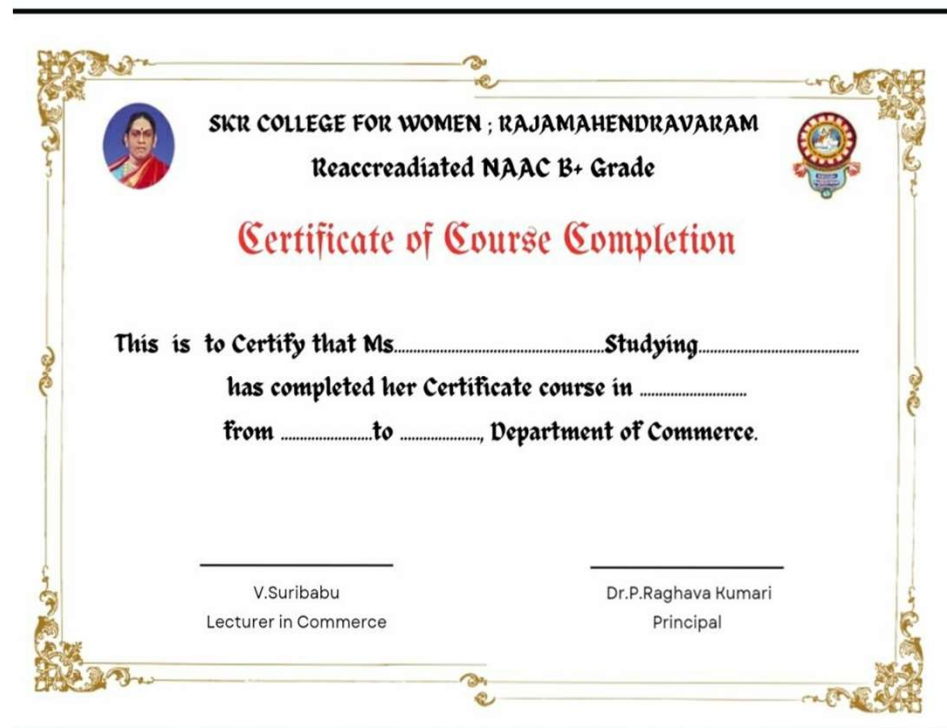 SKR COLLEGE FOR WOMEN ; RAJAMAHENDRAVARAM
Reaccreadiated NAAC B+ Grade
Certificate of Course Completion
This is to Certify that Ms............................................Studying..................................
has completed her Certificate course in ........................
from ....................to .................., Department of Commerce.
V.Suribabu
Lecturer in Commerce
Dr.P.Raghava Kumari
Principal